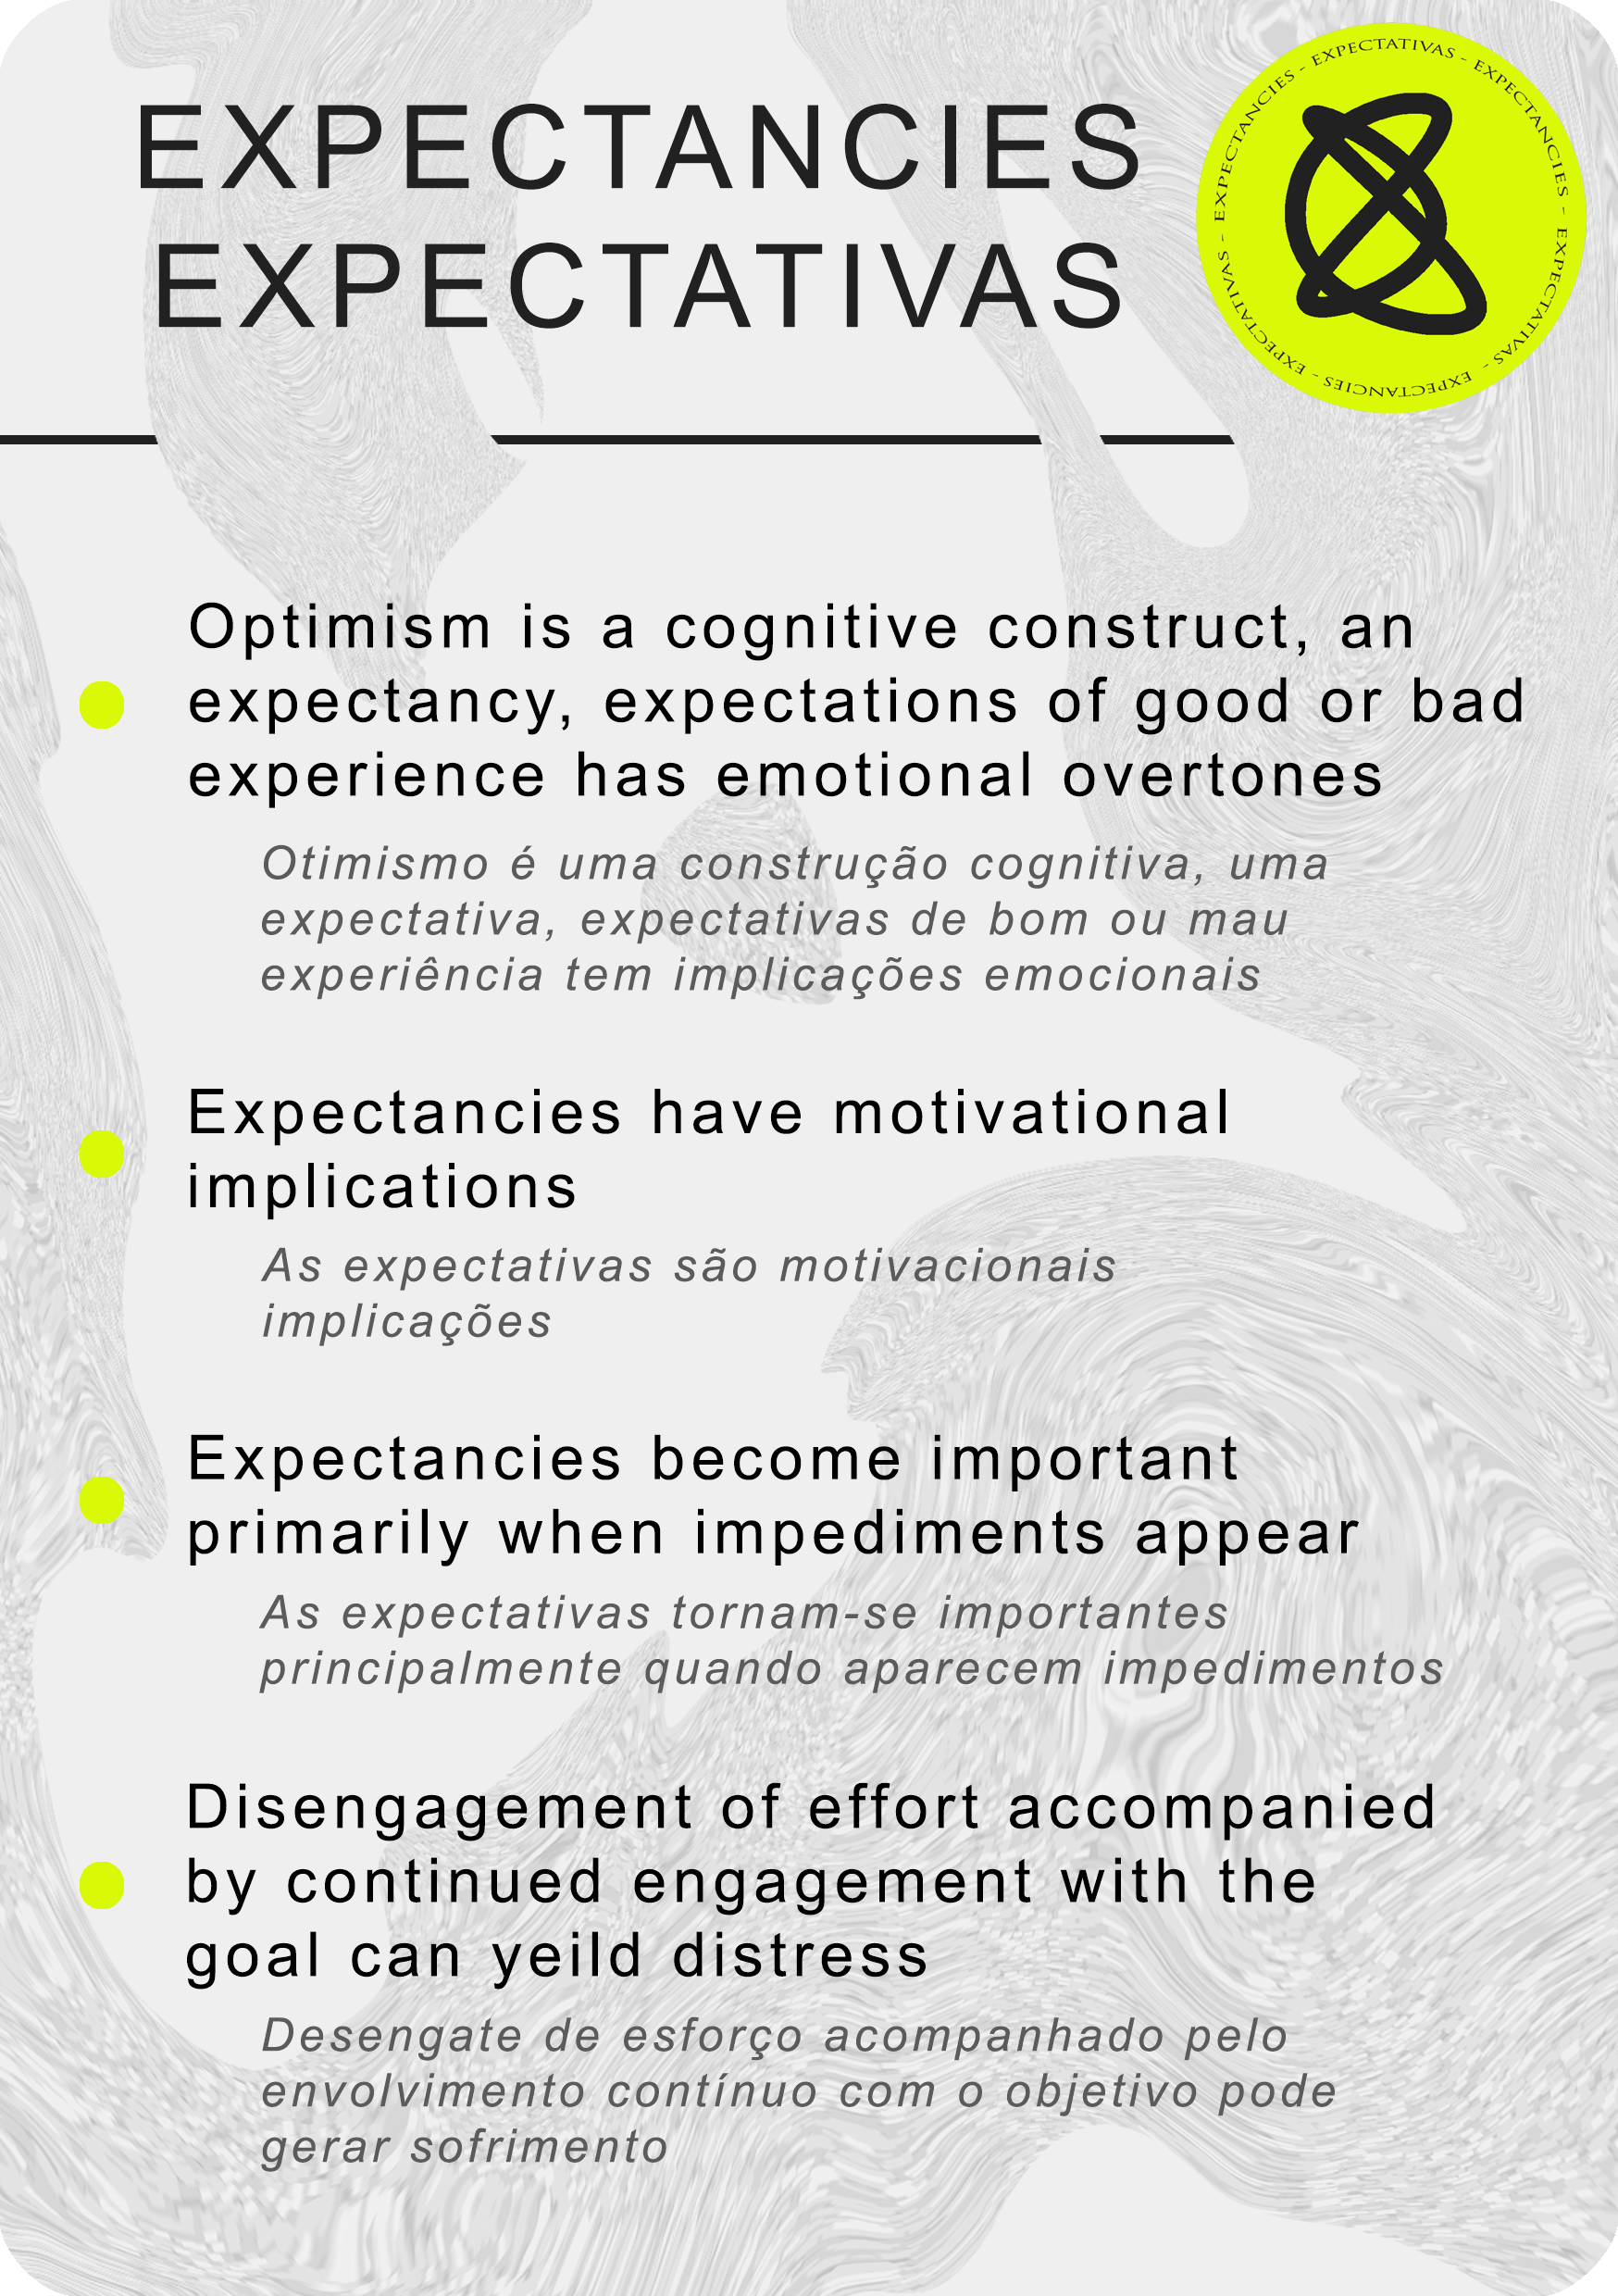 EXPECTANCIES
EXPECTATIVAS
EXPECTANCIES - EXPECTATIVAS - EXPECTANCIES - EXPECTATIVAS - EXPECTANCIES - EXPECTATIVAS -
Optimism is a cognitive construct, an
expectancy, expectations of good or bad
experience has emotional overtones
Otimismo é uma construção cognitiva, uma
expectativa, expectativas de bom ou mau
experiência tem implicações emocionais
Expectancies have motivational
implications
As expectativas são motivacionais
implicações
Expectancies become important
primarily when impediments appear
As expectativas tornam-se importantes
principalmente quando aparecem impedimentos
Disengagement of effort accompanied
by continued engagement with the
goal can yeild distress
Desengate de esforço acompanhado pelo
envolvimento contínuo com o objetivo pode
gerar sofrimento